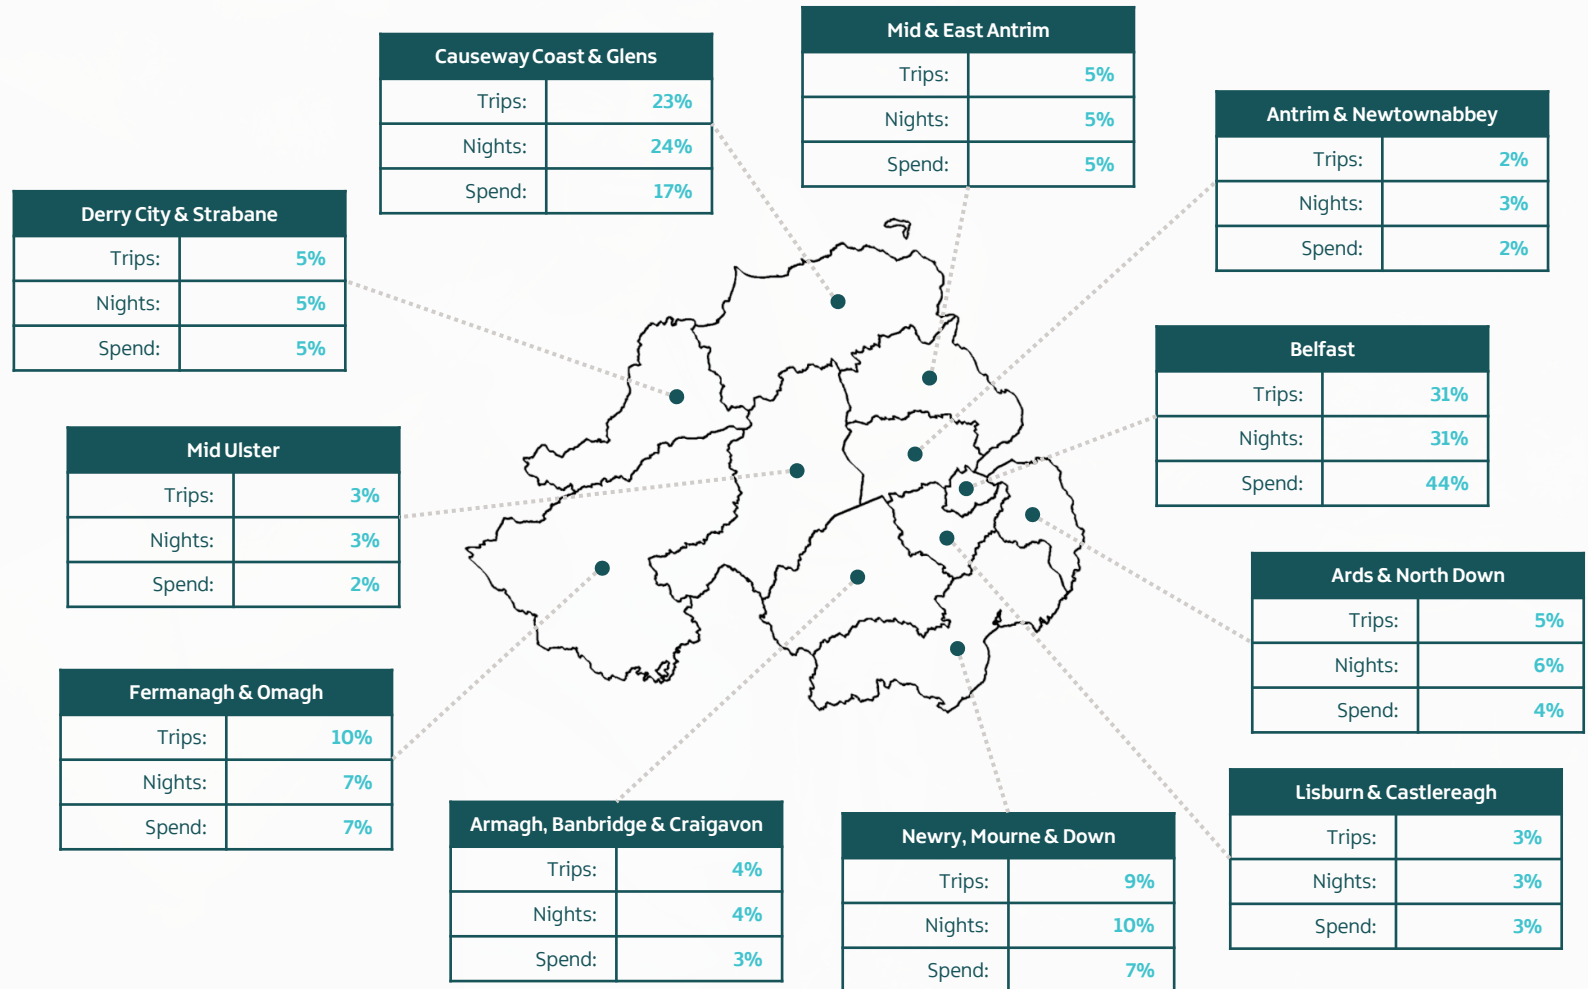 Mid & East Antrim
Trips: 5%
Nights: 5%
Spend: 5%
Causeway Coast & Glens
Trips: 23%
Nights: 24%
Spend: 17%
Antrim & Newtownabbey
Trips: 2%
Nights: 3%
Spend: 2%
Derry City & Strabane
Trips: 5%
Nights: 5%
Spend: 5%
Belfast
Trips: 31%
Nights: 31%
Spend: 44%
Mid Ulster
Trips: 3%
Nights: 3%
Spend: 2%
Ards & North Down
Trips: 5%
Nights: 6%
Spend: 4%
Fermanagh & Omagh
Trips: 10%
Nights: 7%
Spend: 7%
Lisburn & Castlereagh
Trips: 3%
Nights: 3%
Spend: 3%
Armagh, Banbridge & Craigavon
Trips: 4%
Nights: 4%
Spend: 3%
Newry, Mourne & Down
Trips: 9%
Nights: 10%
Spend: 7%